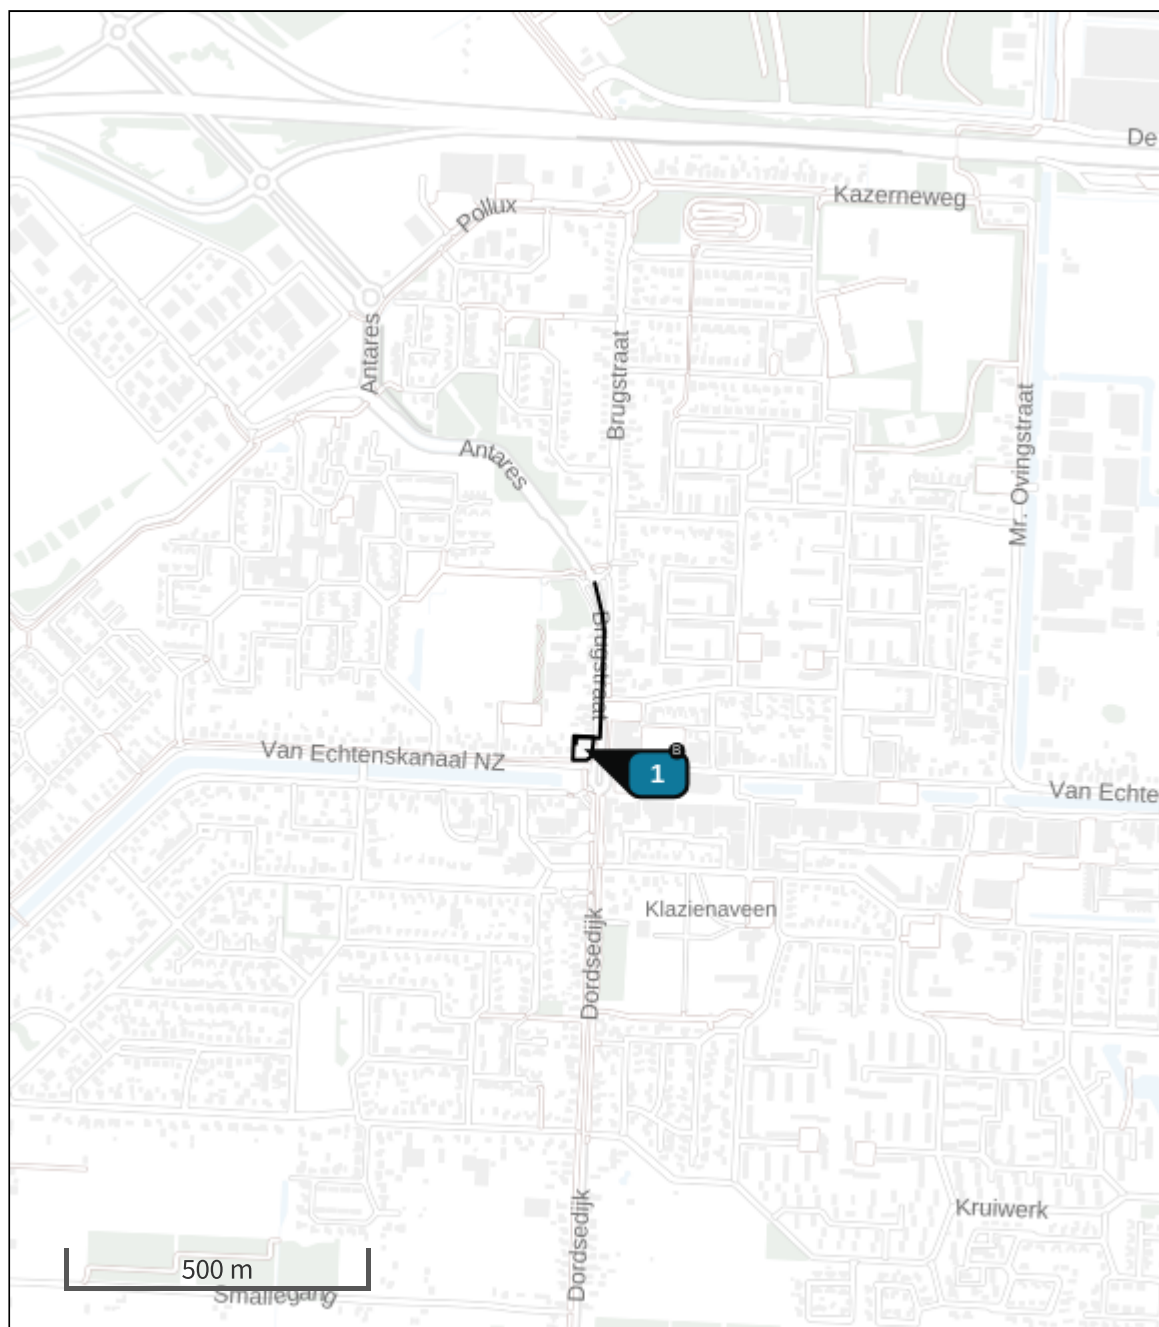 De
Kazerneweg
Pollux
Antares
Brugstraat
Mr. Ovingstraat
Antares
Brugstraat
Van Echtenskanaal NZ
B
1
Van Echte
Klazienaveen
Dordsedijk
Dordsedijk
Kruiwerk
500 m
Smallegang